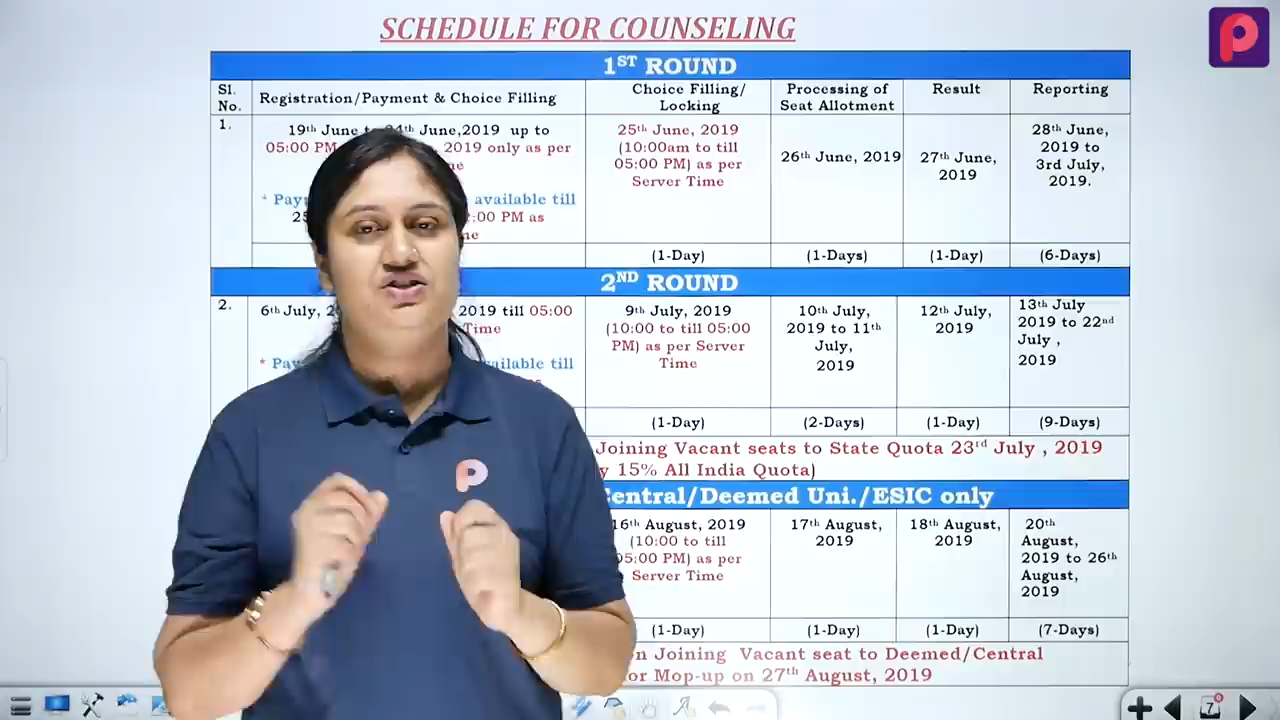 SCHEDULE FOR COUNSELING
1ST ROUND
Sl. No.
Registration/Payment & Choice Filling
Choice Filling/
Locking
Processing of
Seat Allotment
Result
Reporting
1.
19th June to 24th June,2019 up to
05:00 PM 2019 only as per
available till
:00 PM as
25th June, 2019
(10:00am to till
05:00 PM) as per
Server Time
26th June, 2019
27th June,
2019
28th June,
2019 to
3rd July,
2019.
(1-Day)
(1-Days)
(1-Day)
(6-Days)
2ND ROUND
2.
6th July, 2019 till 05:00
Time
available till
9th July, 2019
(10:00 to till 05:00
PM) as per Server
Time
10th July,
2019 to 11th
July,
2019
12th July,
2019
13th July
2019 to 22nd
July ,
2019
(1-Day)
(2-Days)
(1-Day)
(9-Days)
Joining Vacant seats to State Quota 23rd July , 2019
15% All India Quota)
Central/Deemed Uni./ESIC only
16th August, 2019
(10:00 to till
05:00 PM) as per
Server Time
17th August,
2019
18th August,
2019
20th
August,
2019 to 26th
August,
2019
(1-Day)
(1-Day)
(1-Day)
(7-Days)
Joining Vacant seat to Deemed/Central
for Mop-up on 27th August, 2019
7